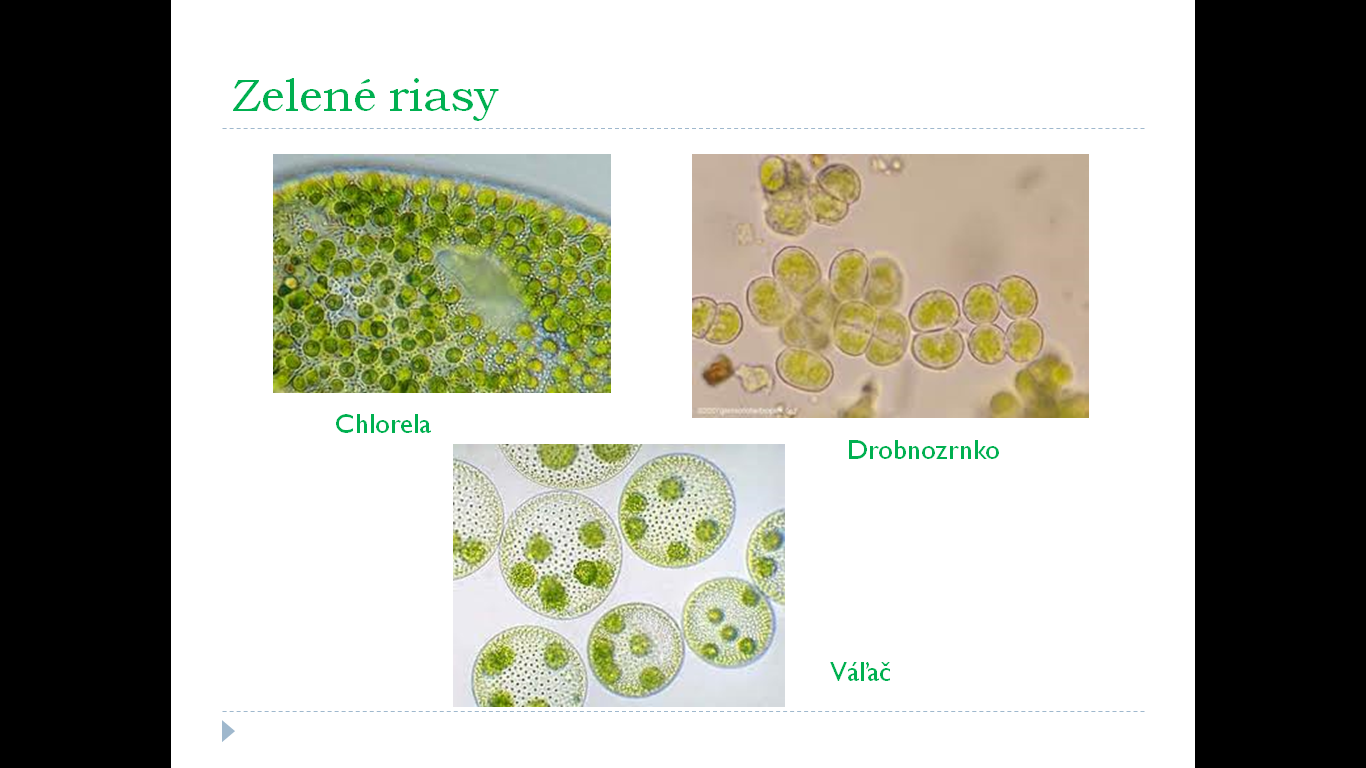 Zelené riasy
Chlorela
Drobnozrnko
Váľač